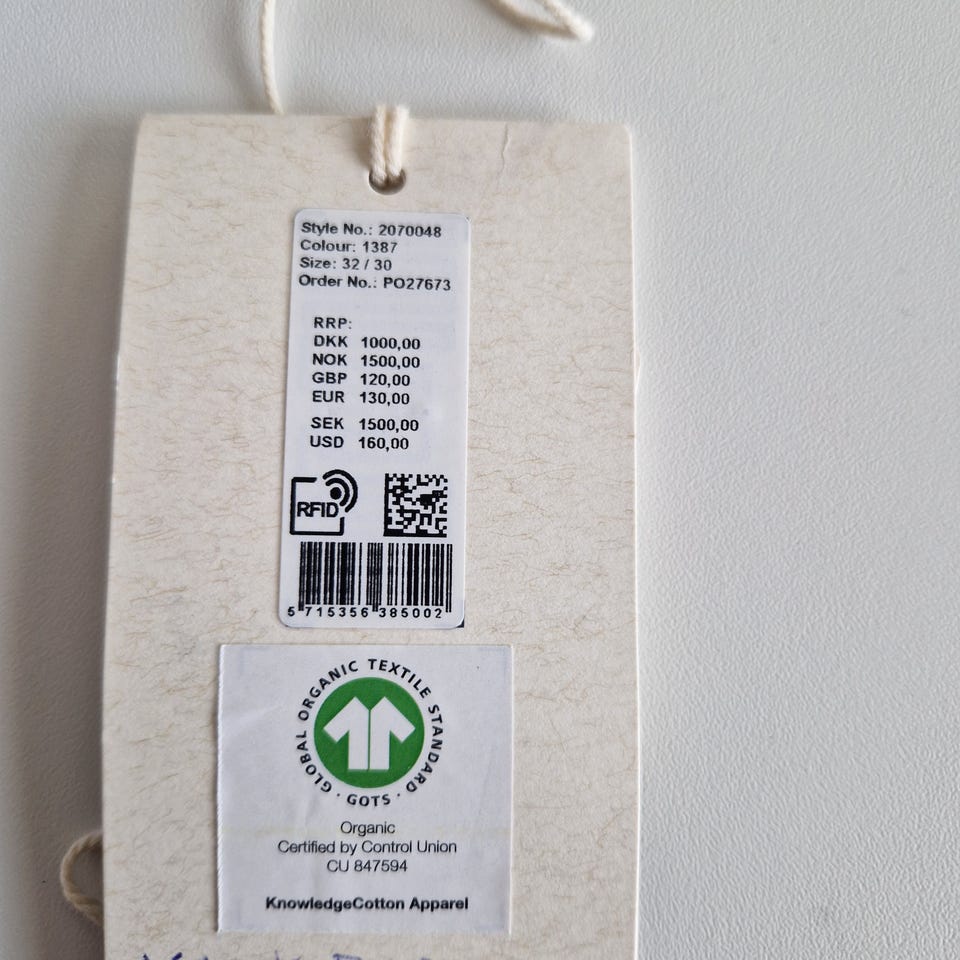 Style No.: 2070048
Colour: 1387
Size: 32 / 30
Order No.: PO27673
RRP:
DKK 1000,00
NOK 1500,00
GBP 120,00
EUR 130,00
SEK 1500,00
USD 160,00
RFID
5 715356 385002
GLOBAL ORGANIC TEXTILE STANDARD · GOTS ·
Organic
Certified by Control Union
CU 847594
KnowledgeCotton Apparel